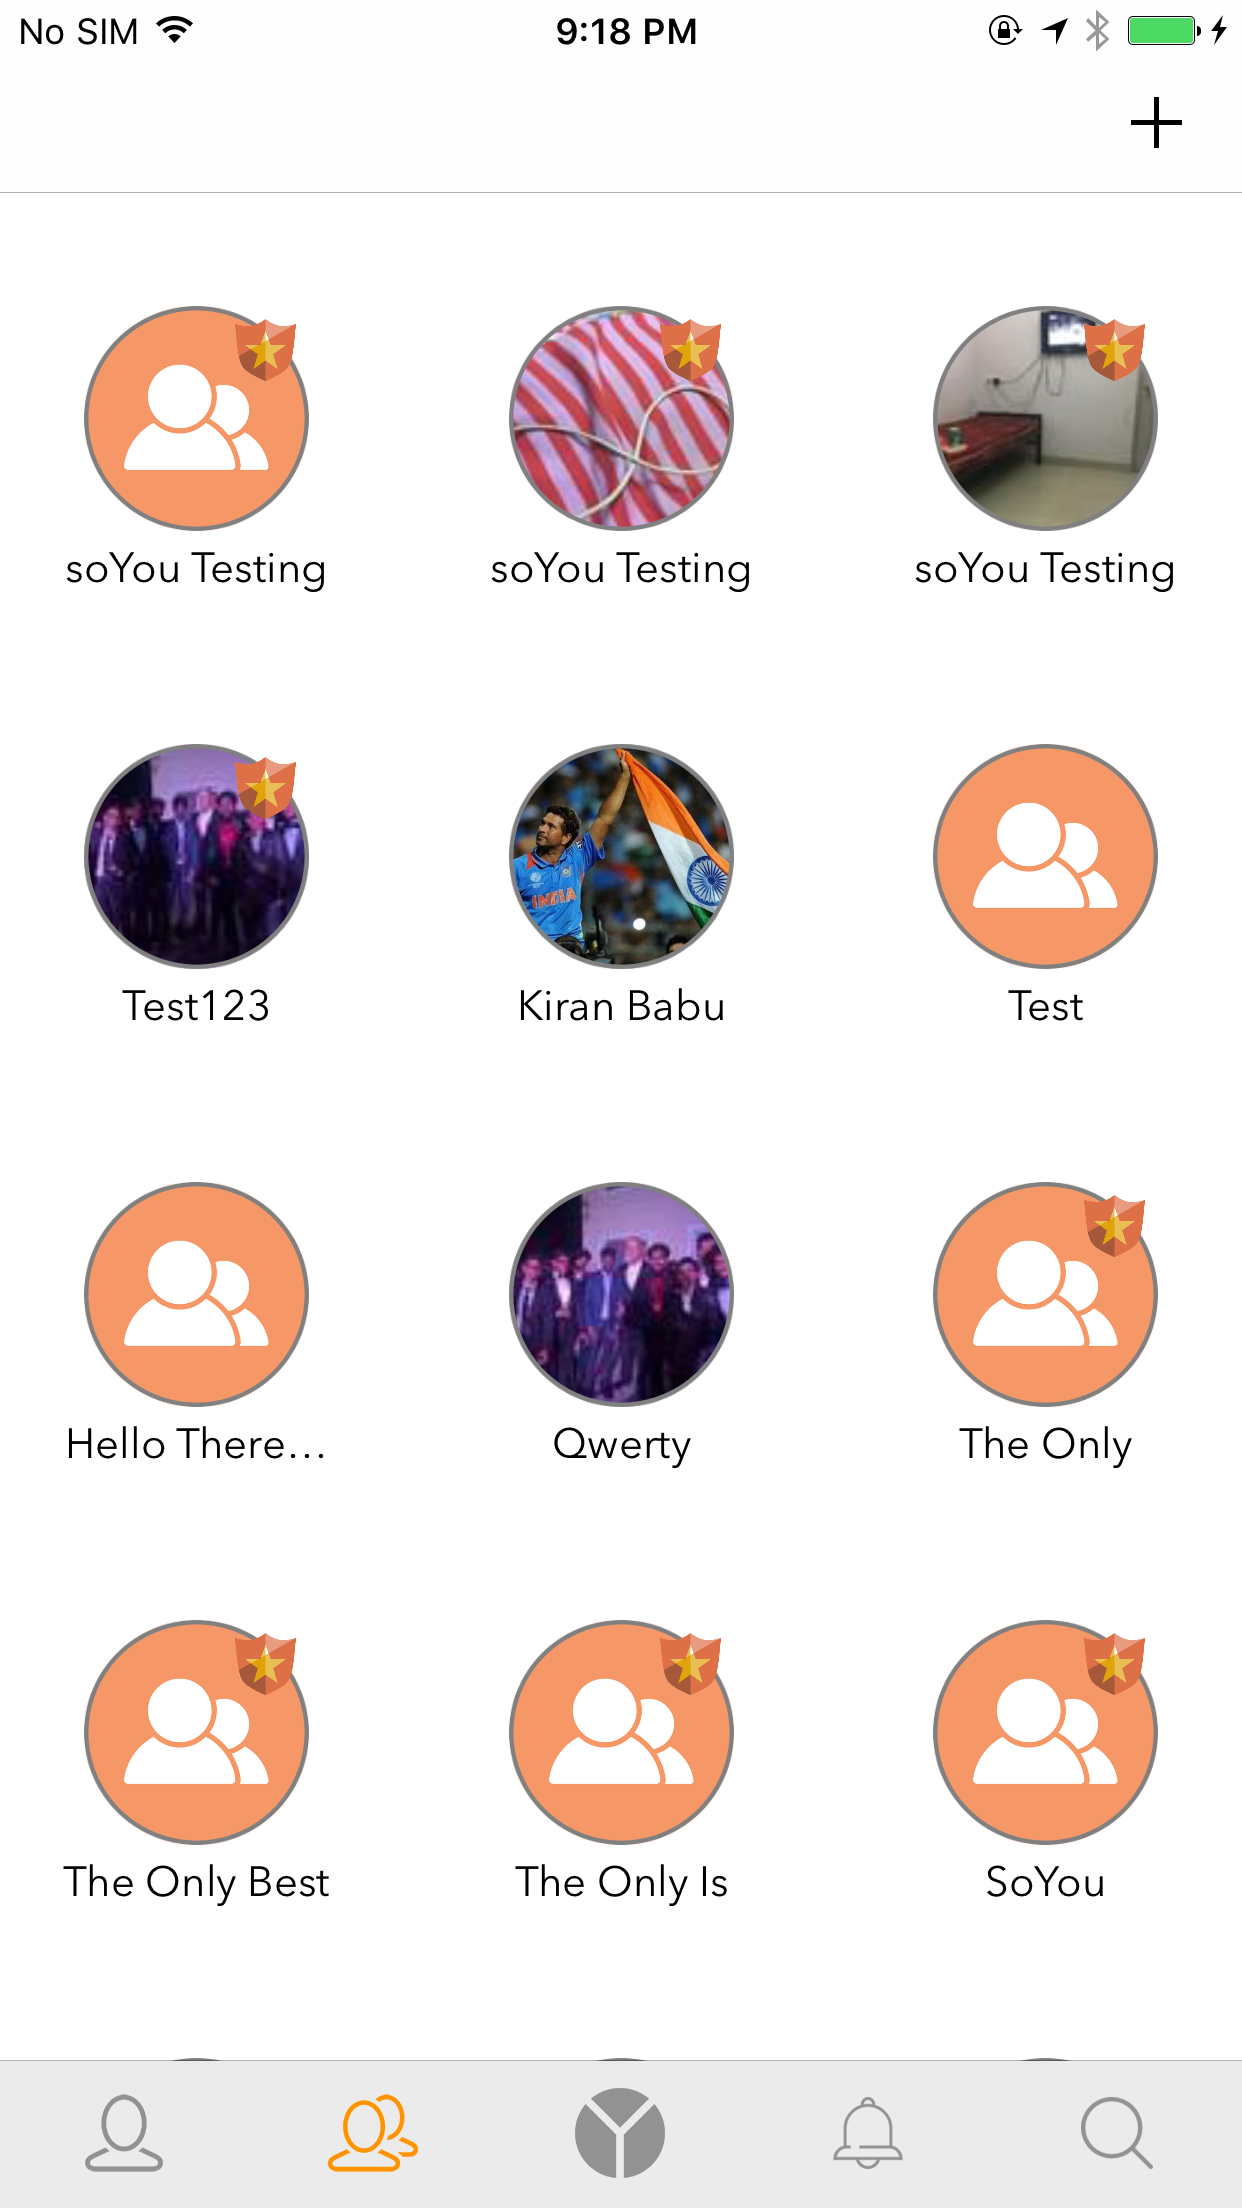 No SIM 9:18 PM
soYou Testing soYou Testing soYou Testing
INDIA
Test123 Kiran Babu Test
Hello There... Qwerty The Only
The Only Best The Only Is SoYou